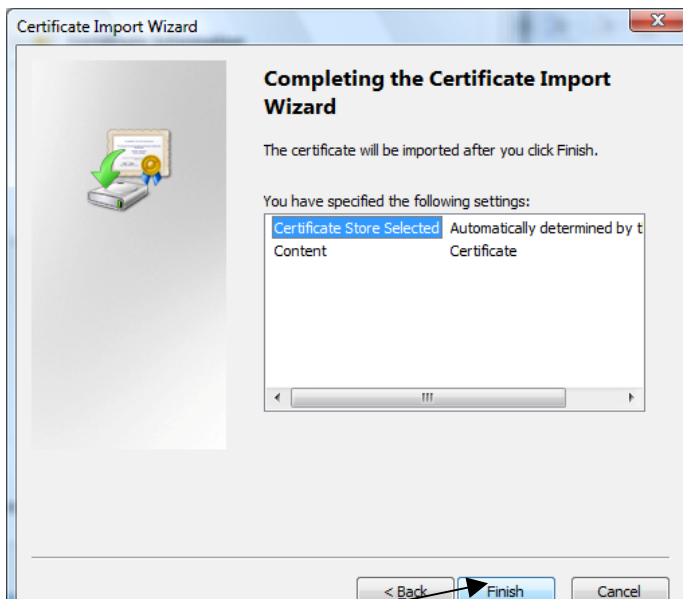 Certificate Import Wizard
Completing the Certificate Import
Wizard
The certificate will be imported after you click Finish.
You have specified the following settings:
Certificate Store Selected Automatically determined by t
Content Certificate
< Back Finish Cancel